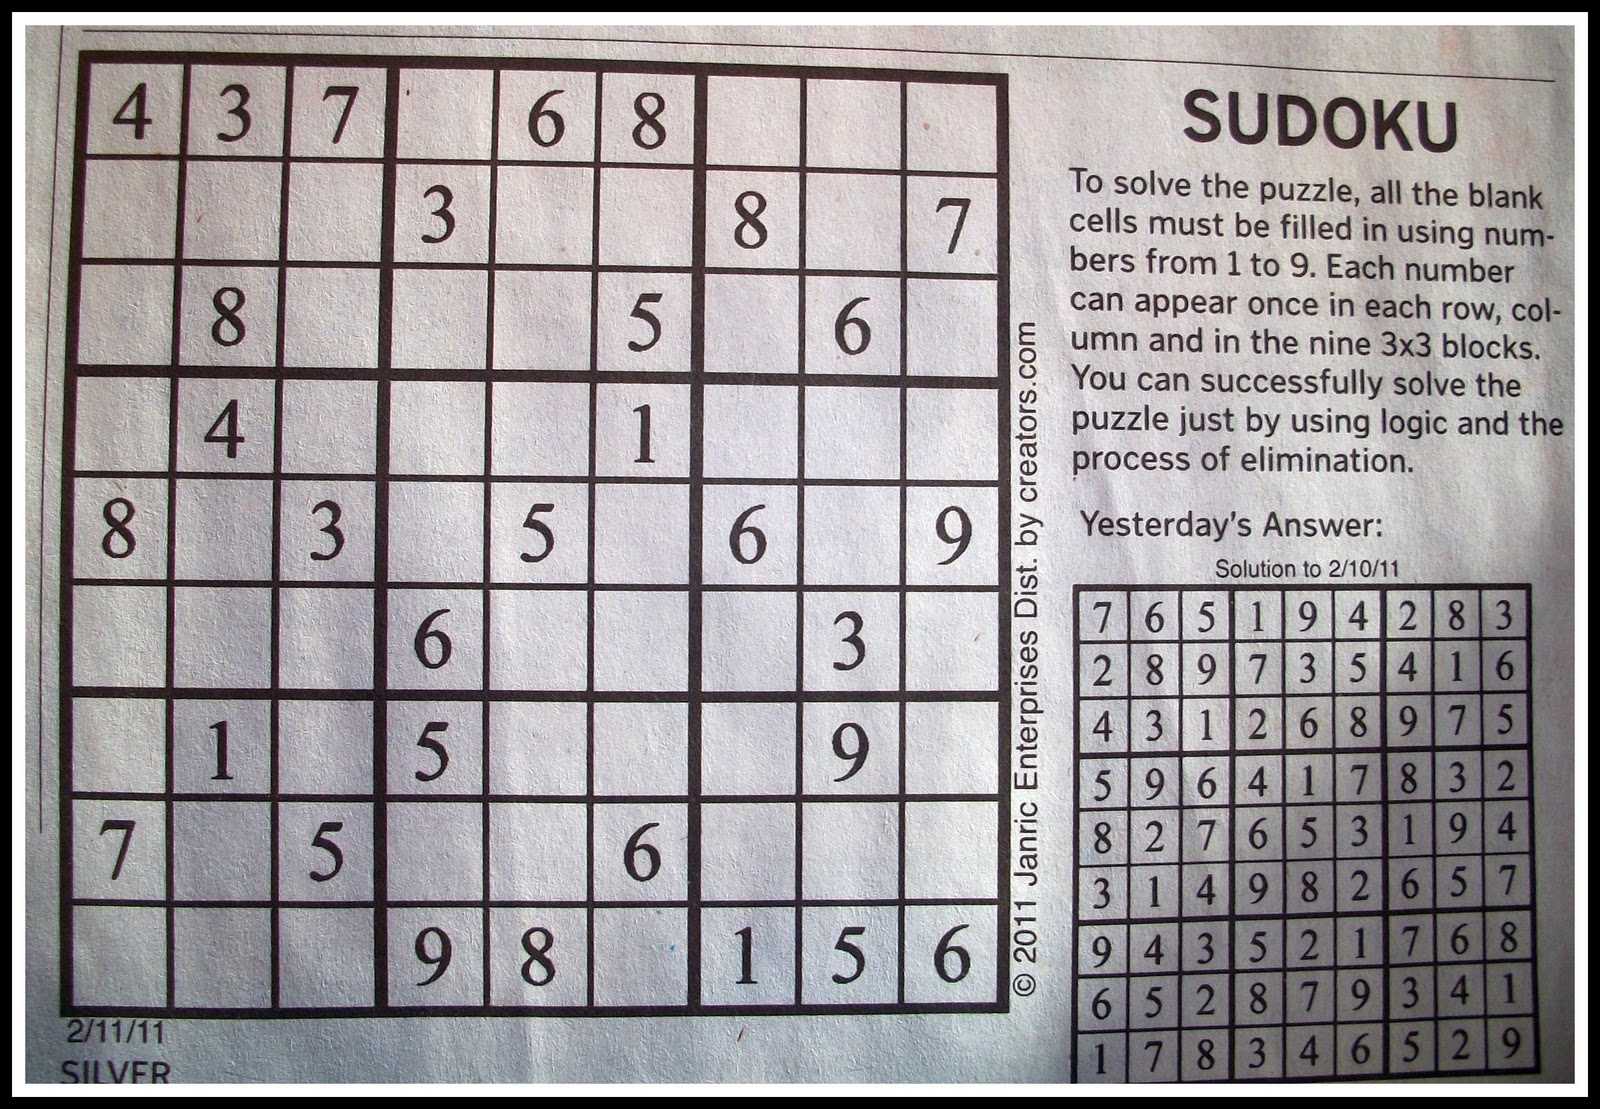 4 3 7 6 8
3 8 7
8 5 6
4 1
8 3 5 6 9
6 3
1 5 9
7 5 6
9 8 1 5 6
2/11/11
SILVER
© 2011 Janric Enterprises Dist. by creators.com
SUDOKU
To solve the puzzle, all the blank
cells must be filled in using num-
bers from 1 to 9. Each number
can appear once in each row, col-
umn and in the nine 3x3 blocks.
You can successfully solve the
puzzle just by using logic and the
process of elimination.
Yesterday's Answer:
Solution to 2/10/11
7 6 5 1 9 4 2 8 3
2 8 9 7 3 5 4 1 6
4 3 1 2 6 8 9 7 5
5 9 6 4 1 7 8 3 2
8 2 7 6 5 3 1 9 4
3 1 4 9 8 2 6 5 7
9 4 3 5 2 1 7 6 8
6 5 2 8 7 9 3 4 1
1 7 8 3 4 6 5 2 9